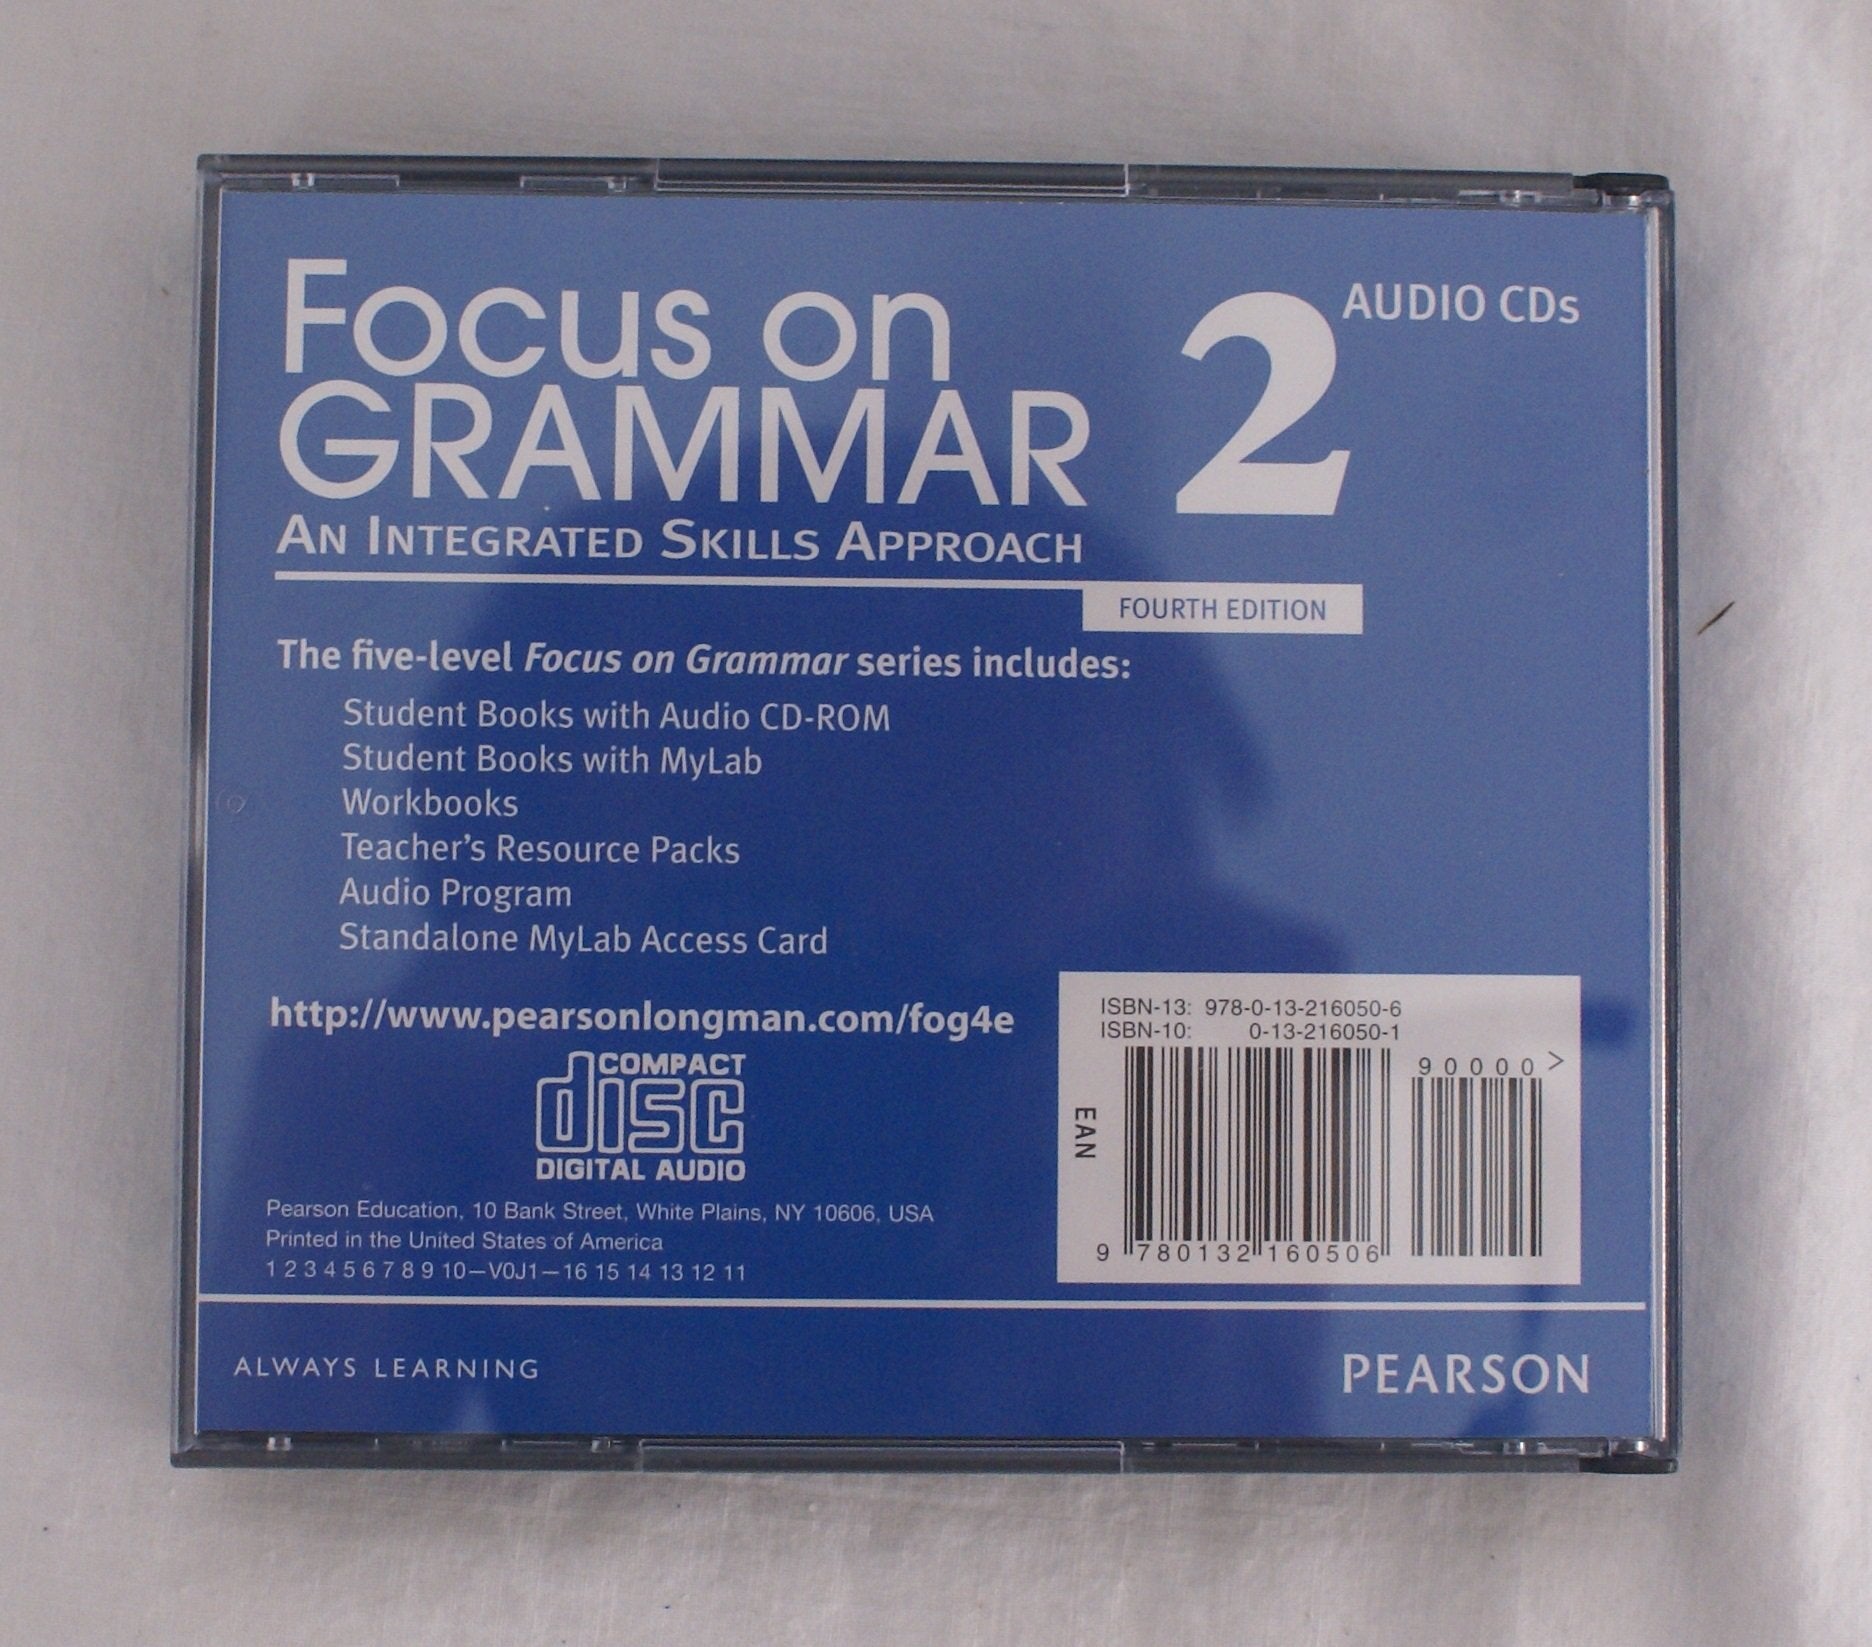 Focus on
GRAMMAR 2 AUDIO CDs
AN INTEGRATED SKILLS APPROACH
FOURTH EDITION
The five-level Focus on Grammar series includes:
Student Books with Audio CD-ROM
Student Books with MyLab
Workbooks
Teacher's Resource Packs
Audio Program
Standalone MyLab Access Card
http://www.pearsonlongman.com/fog4e
COMPACT
disc
DIGITAL AUDIO
Pearson Education, 10 Bank Street, White Plains, NY 10606, USA
Printed in the United States of America
1 2 3 4 5 6 7 8 9 10—V0J1—16 15 14 13 12 11
ISBN-13: 978-0-13-216050-6
ISBN-10: 0-13-216050-1
90000>
EAN
9 780132 160506
ALWAYS LEARNING
PEARSON